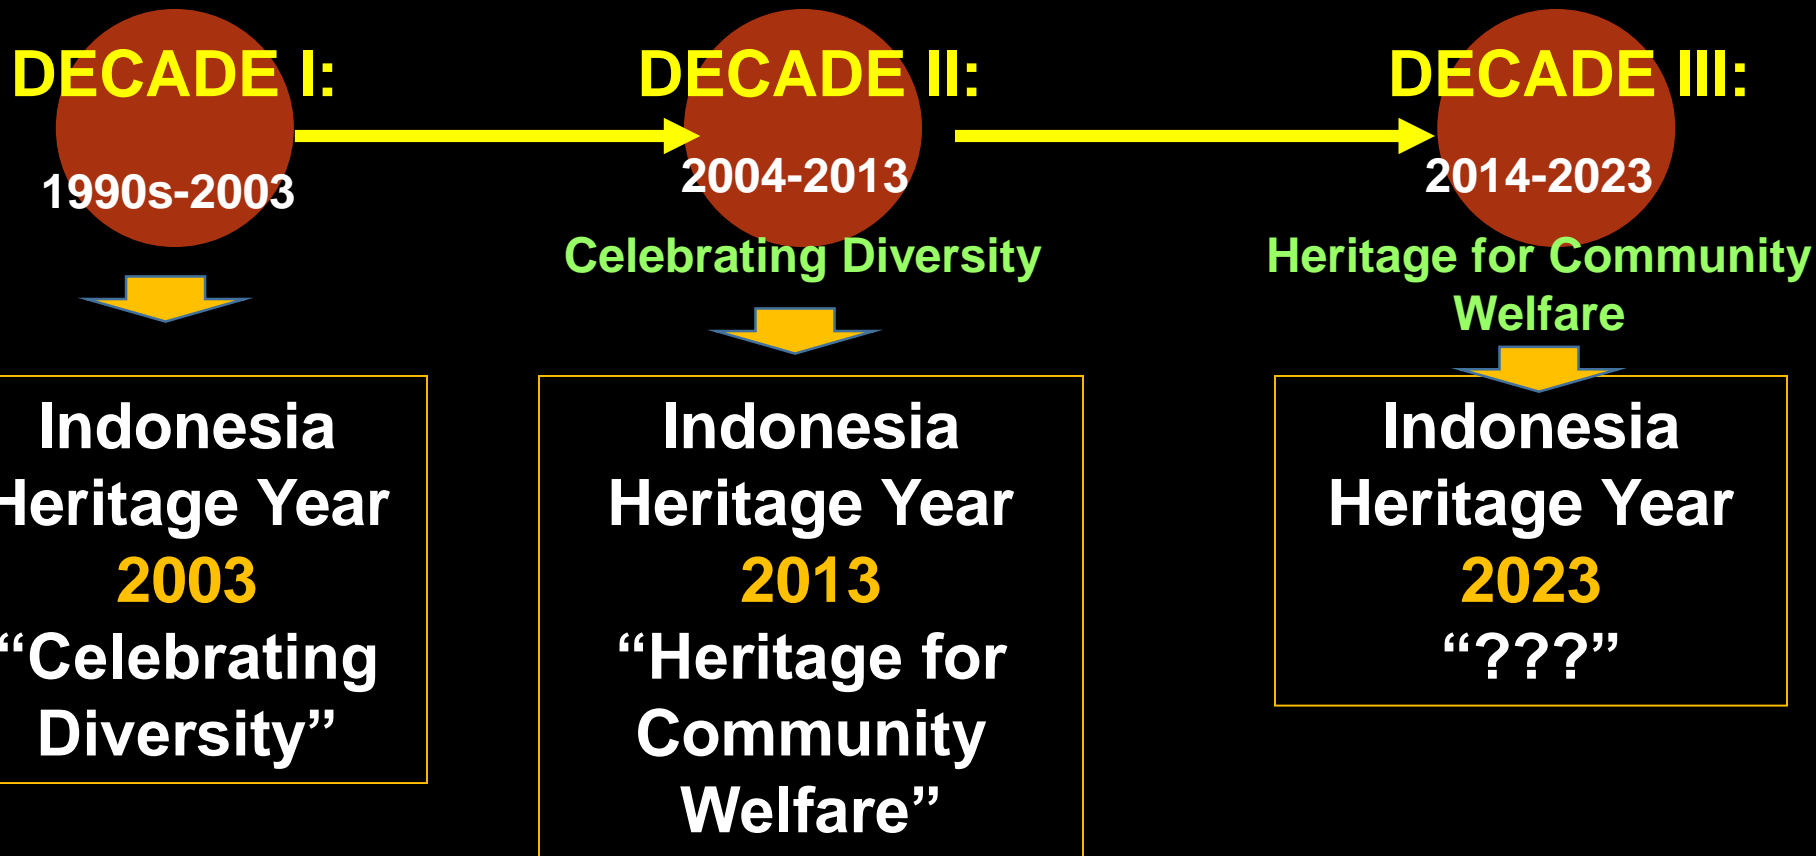 DECADE I:
1990s-2003
Indonesia
Heritage Year
2003
“Celebrating
Diversity”
DECADE II:
2004-2013
Celebrating Diversity
Indonesia
Heritage Year
2013
“Heritage for
Community
Welfare”
DECADE III:
2014-2023
Heritage for Community
Welfare
Indonesia
Heritage Year
2023
“???”